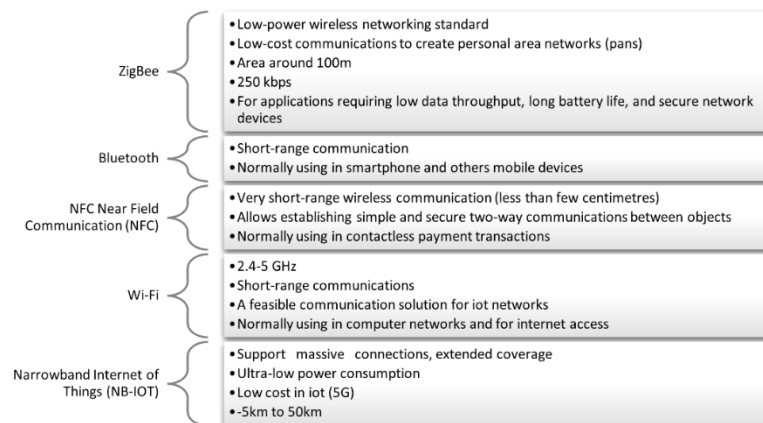 ZigBee
•Low-power wireless networking standard
•Low-cost communications to create personal area networks (pans)
•Area around 100m
•250 kbps
•For applications requiring low data throughput, long battery life, and secure network
devices
Bluetooth
•Short-range communication
•Normally using in smartphone and others mobile devices
NFC Near Field
Communication (NFC)
•Very short-range wireless communication (less than few centimetres)
•Allows establishing simple and secure two-way communications between objects
•Normally using in contactless payment transactions
Wi-Fi
•2.4-5 GHz
•Short-range communications
•A feasible communication solution for iot networks
•Normally using in computer networks and for internet access
Narrowband Internet of
Things (NB-IOT)
•Support massive connections, extended coverage
•Ultra-low power consumption
•Low cost in iot (5G)
•-5km to 50km